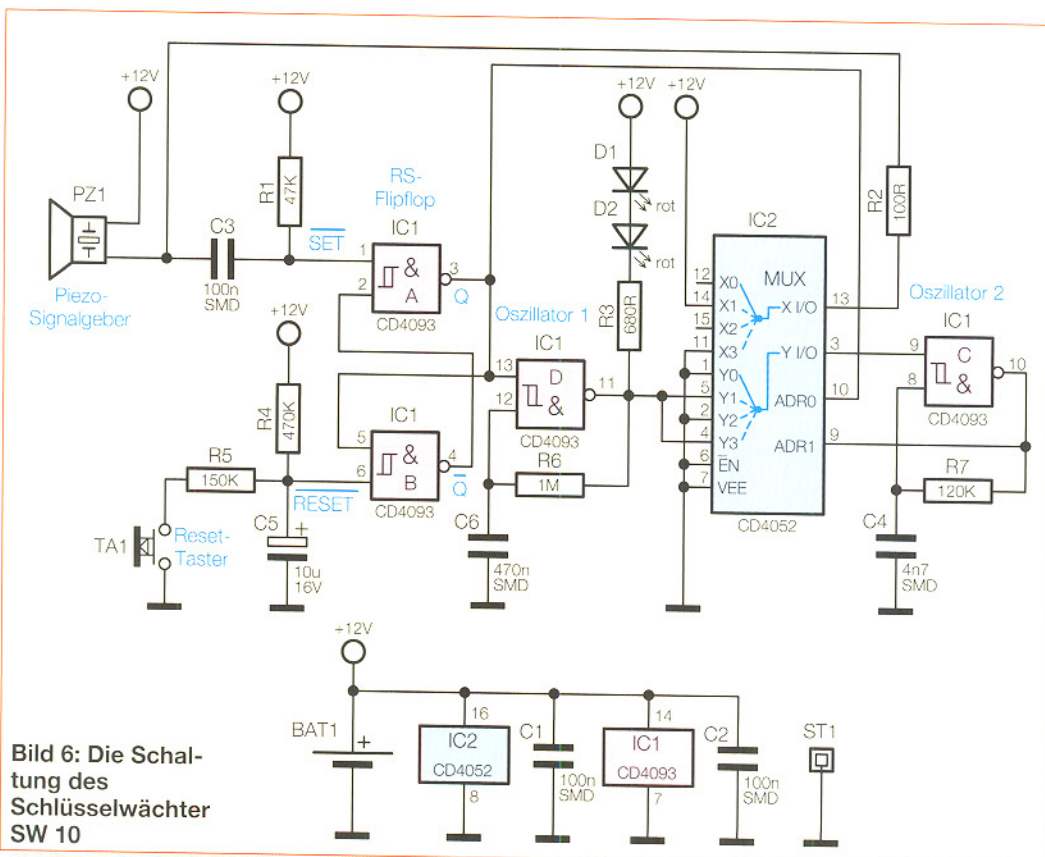 +12V
+12V
+12V
+12V
D1
PZ1
R1
47K
RS-
Flipflop
D2
rot
R2
100R
IC1
IC2
C3
SET
rot
MUX
1
&
A
3
2
Q
100n
SMD
CD4093
Piezo-
Signalgeber
R3
680R
12
X0
14
X1
15
X2
11
X3
1
Y0
5
Y1
2
Y2
4
Y3
6
EN
7
VEE
X I/O
13
Y I/O
3
ADR0
10
ADR1
9
CD4052
Oszillator 2
IC1
9
C
&
10
8
CD4093
+12V
Oszillator 1
IC1
13
D
&
11
12
CD4093
R4
470K
IC1
5
&
B
4
6
Q
CD4093
R5
150K
RESET
R6
1M
R7
120K
TA1
Reset-
Taster
C5
+
10u
16V
C6
470n
SMD
C4
4n7
SMD
+12V
BAT1
+
16
IC2
CD4052
8
C1
100n
SMD
14
IC1
CD4093
7
C2
100n
SMD
ST1
Bild 6: Die Schal-
tung des
Schlüsselwächter
SW 10